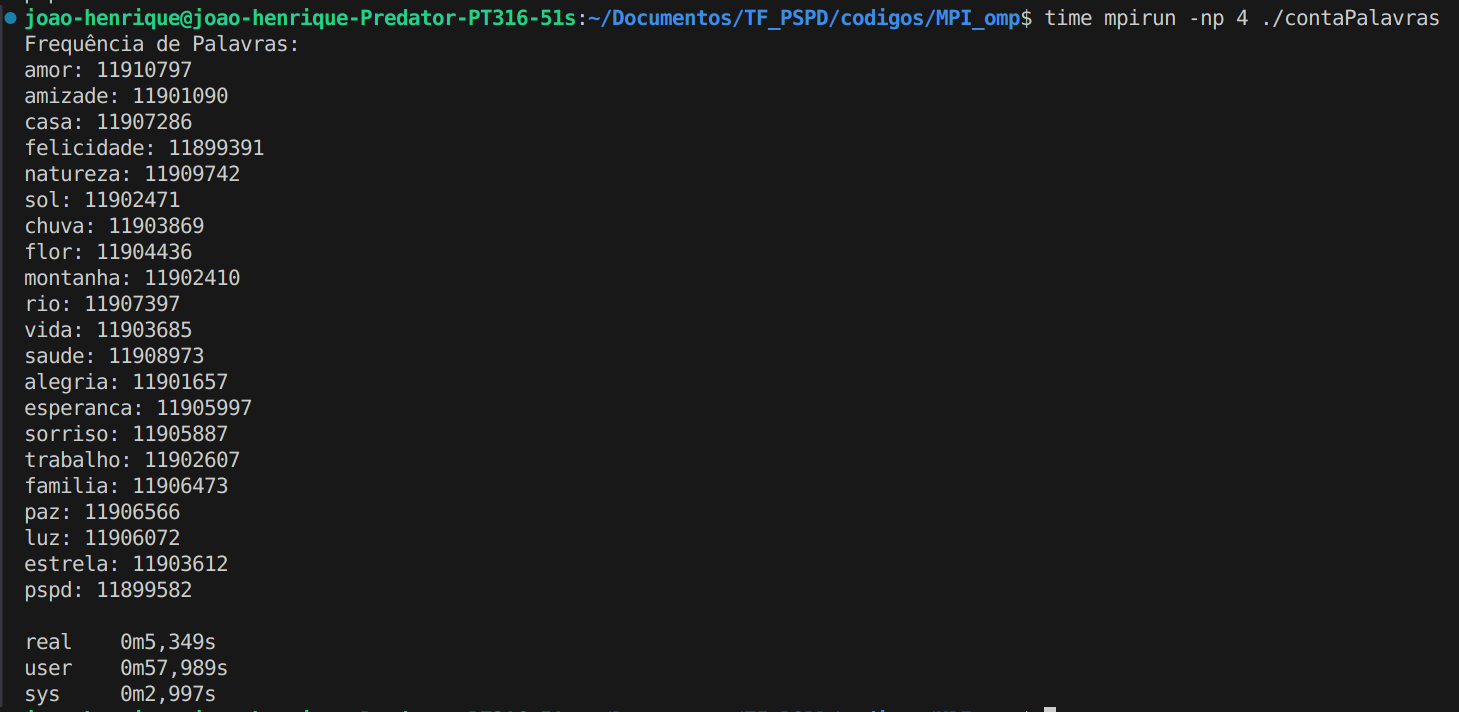 joao-henrique@joao-henrique-Predator-PT316-51s:~/Documentos/TF_PSPD/codigos/MPI_omp$ time mpirun -np 4 ./contaPalavras
Frequência de Palavras:
amor: 11910797
amizade: 11901090
casa: 11907286
felicidade: 11899391
natureza: 11909742
sol: 11902471
chuva: 11903869
flor: 11904436
montanha: 11902410
rio: 11907397
vida: 11903685
saude: 11908973
alegria: 11901657
esperanca: 11905997
sorriso: 11905887
trabalho: 11902607
familia: 11906473
paz: 11906566
luz: 11906072
estrela: 11903612
pspd: 11899582
real 0m5,349s
user 0m57,989s
sys 0m2,997s